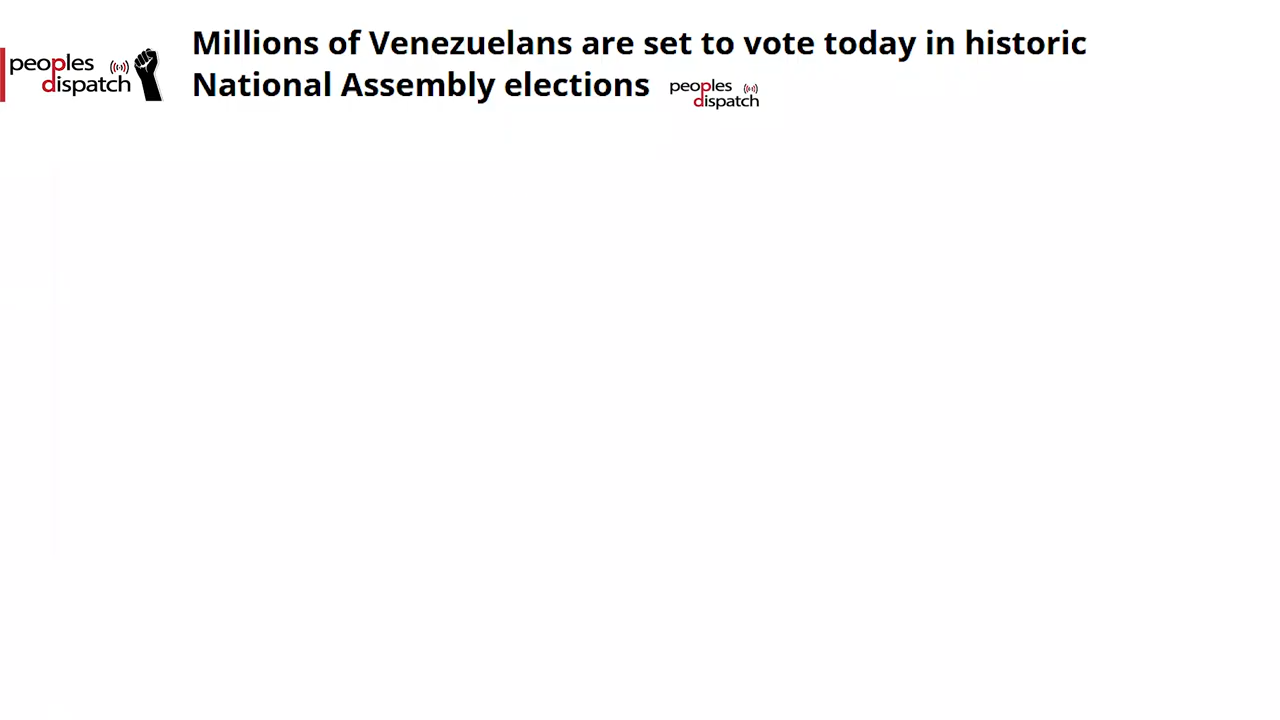 peoples
dispatch
Millions of Venezuelans are set to vote today in historic
National Assembly elections
peoples
dispatch